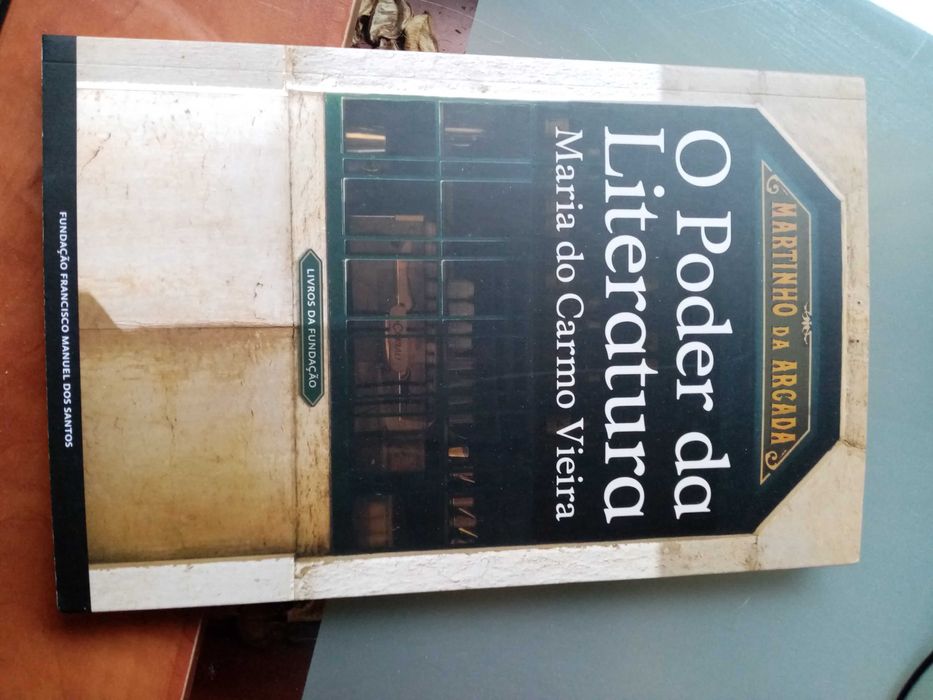 MARTINHO DA ARCADA
O Poder da
Literatura
Maria do Carmo Vieira
LIVROS DA FUNDAÇÃO
FUNDAÇÃO FRANCISCO MANUEL DOS SANTOS